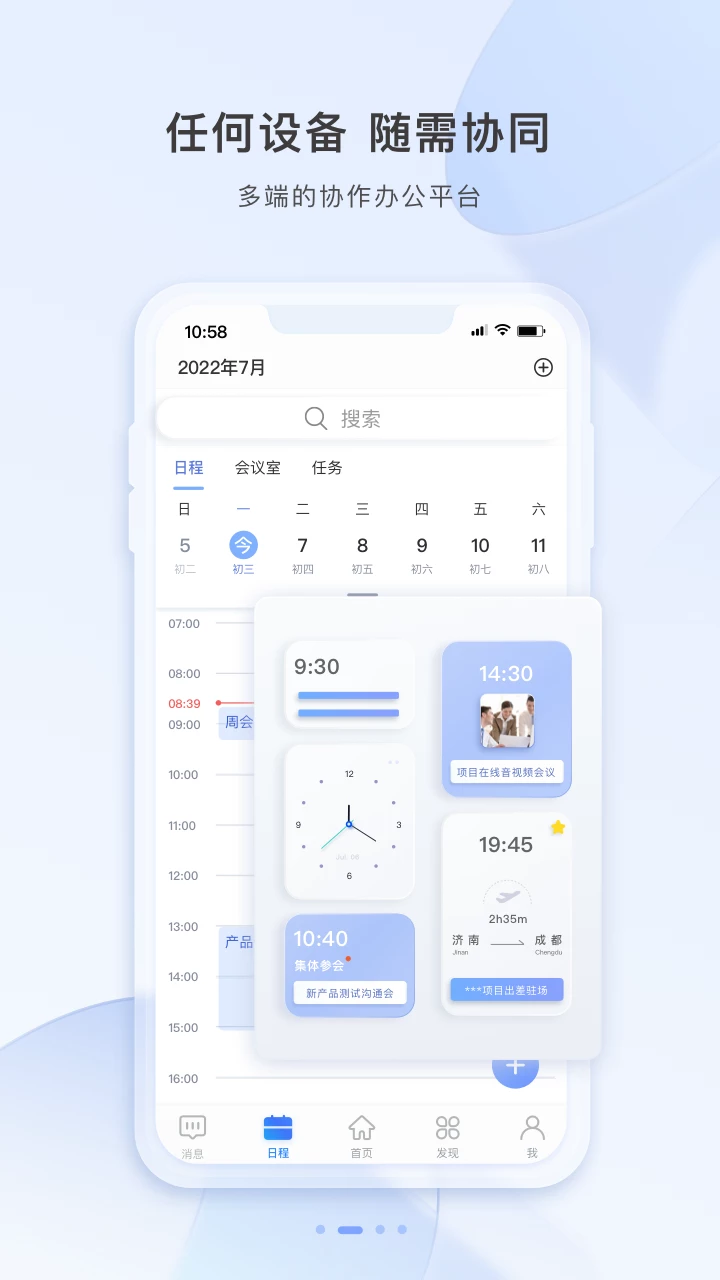 任何设备 随需协同
多端的协作办公平台
10:58
2022年7月
搜索
日程 会议室 任务
日 一 二 三 四 五 六
5 今 7 8 9 10 11
初二 初三 初四 初五 初六 初七 初八
07:00
08:00
08:39
09:00
周会
10:00
11:00
12:00
13:00
产品
14:00
15:00
16:00
9:30
14:30
项目在线音视频会议
12
3
6
9
Jul. 06
10:40
集体参会
新产品测试沟通会
19:45
2h35m
济南 成都
Jinan Chengdu
***项目出差驻场
消息 日程 首页 发现 我